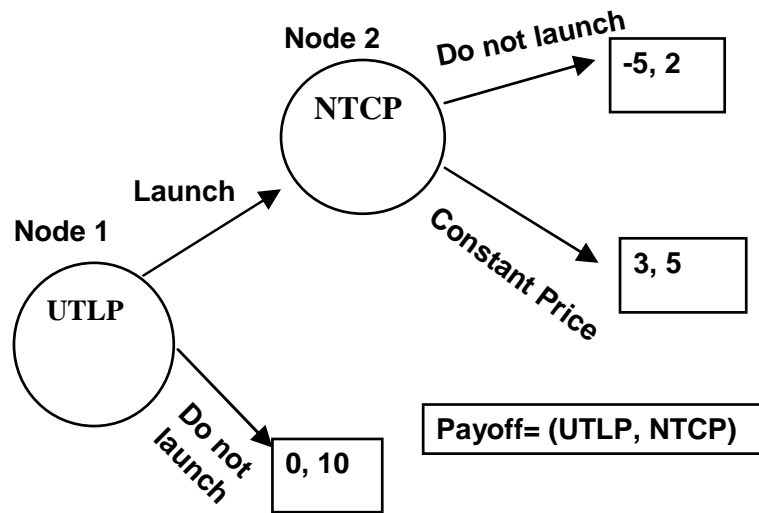 Node 2
NTCP
Do not launch
-5, 2
Launch
Constant Price
3, 5
Node 1
UTLP
Do not
launch
0, 10
Payoff= (UTLP, NTCP)